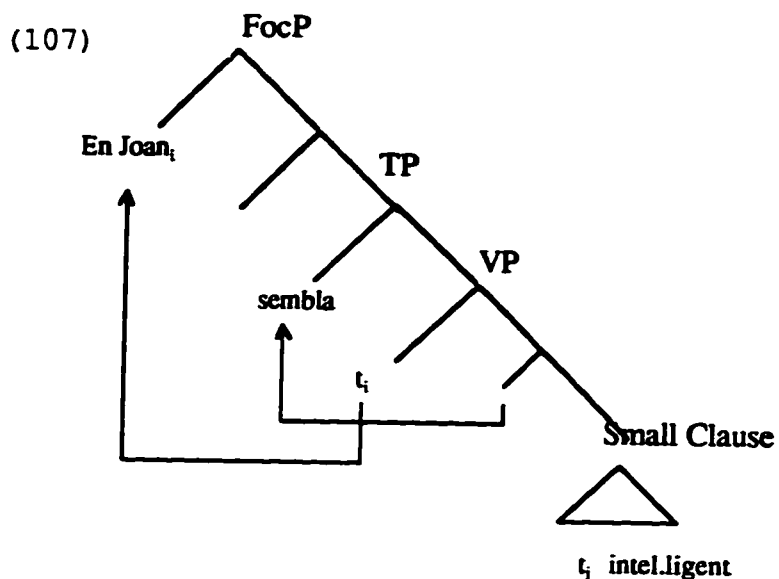 (107)
FocP
En Joanᵢ
TP
sembla
VP
tᵢ
Small Clause
tᵢ intel.ligent